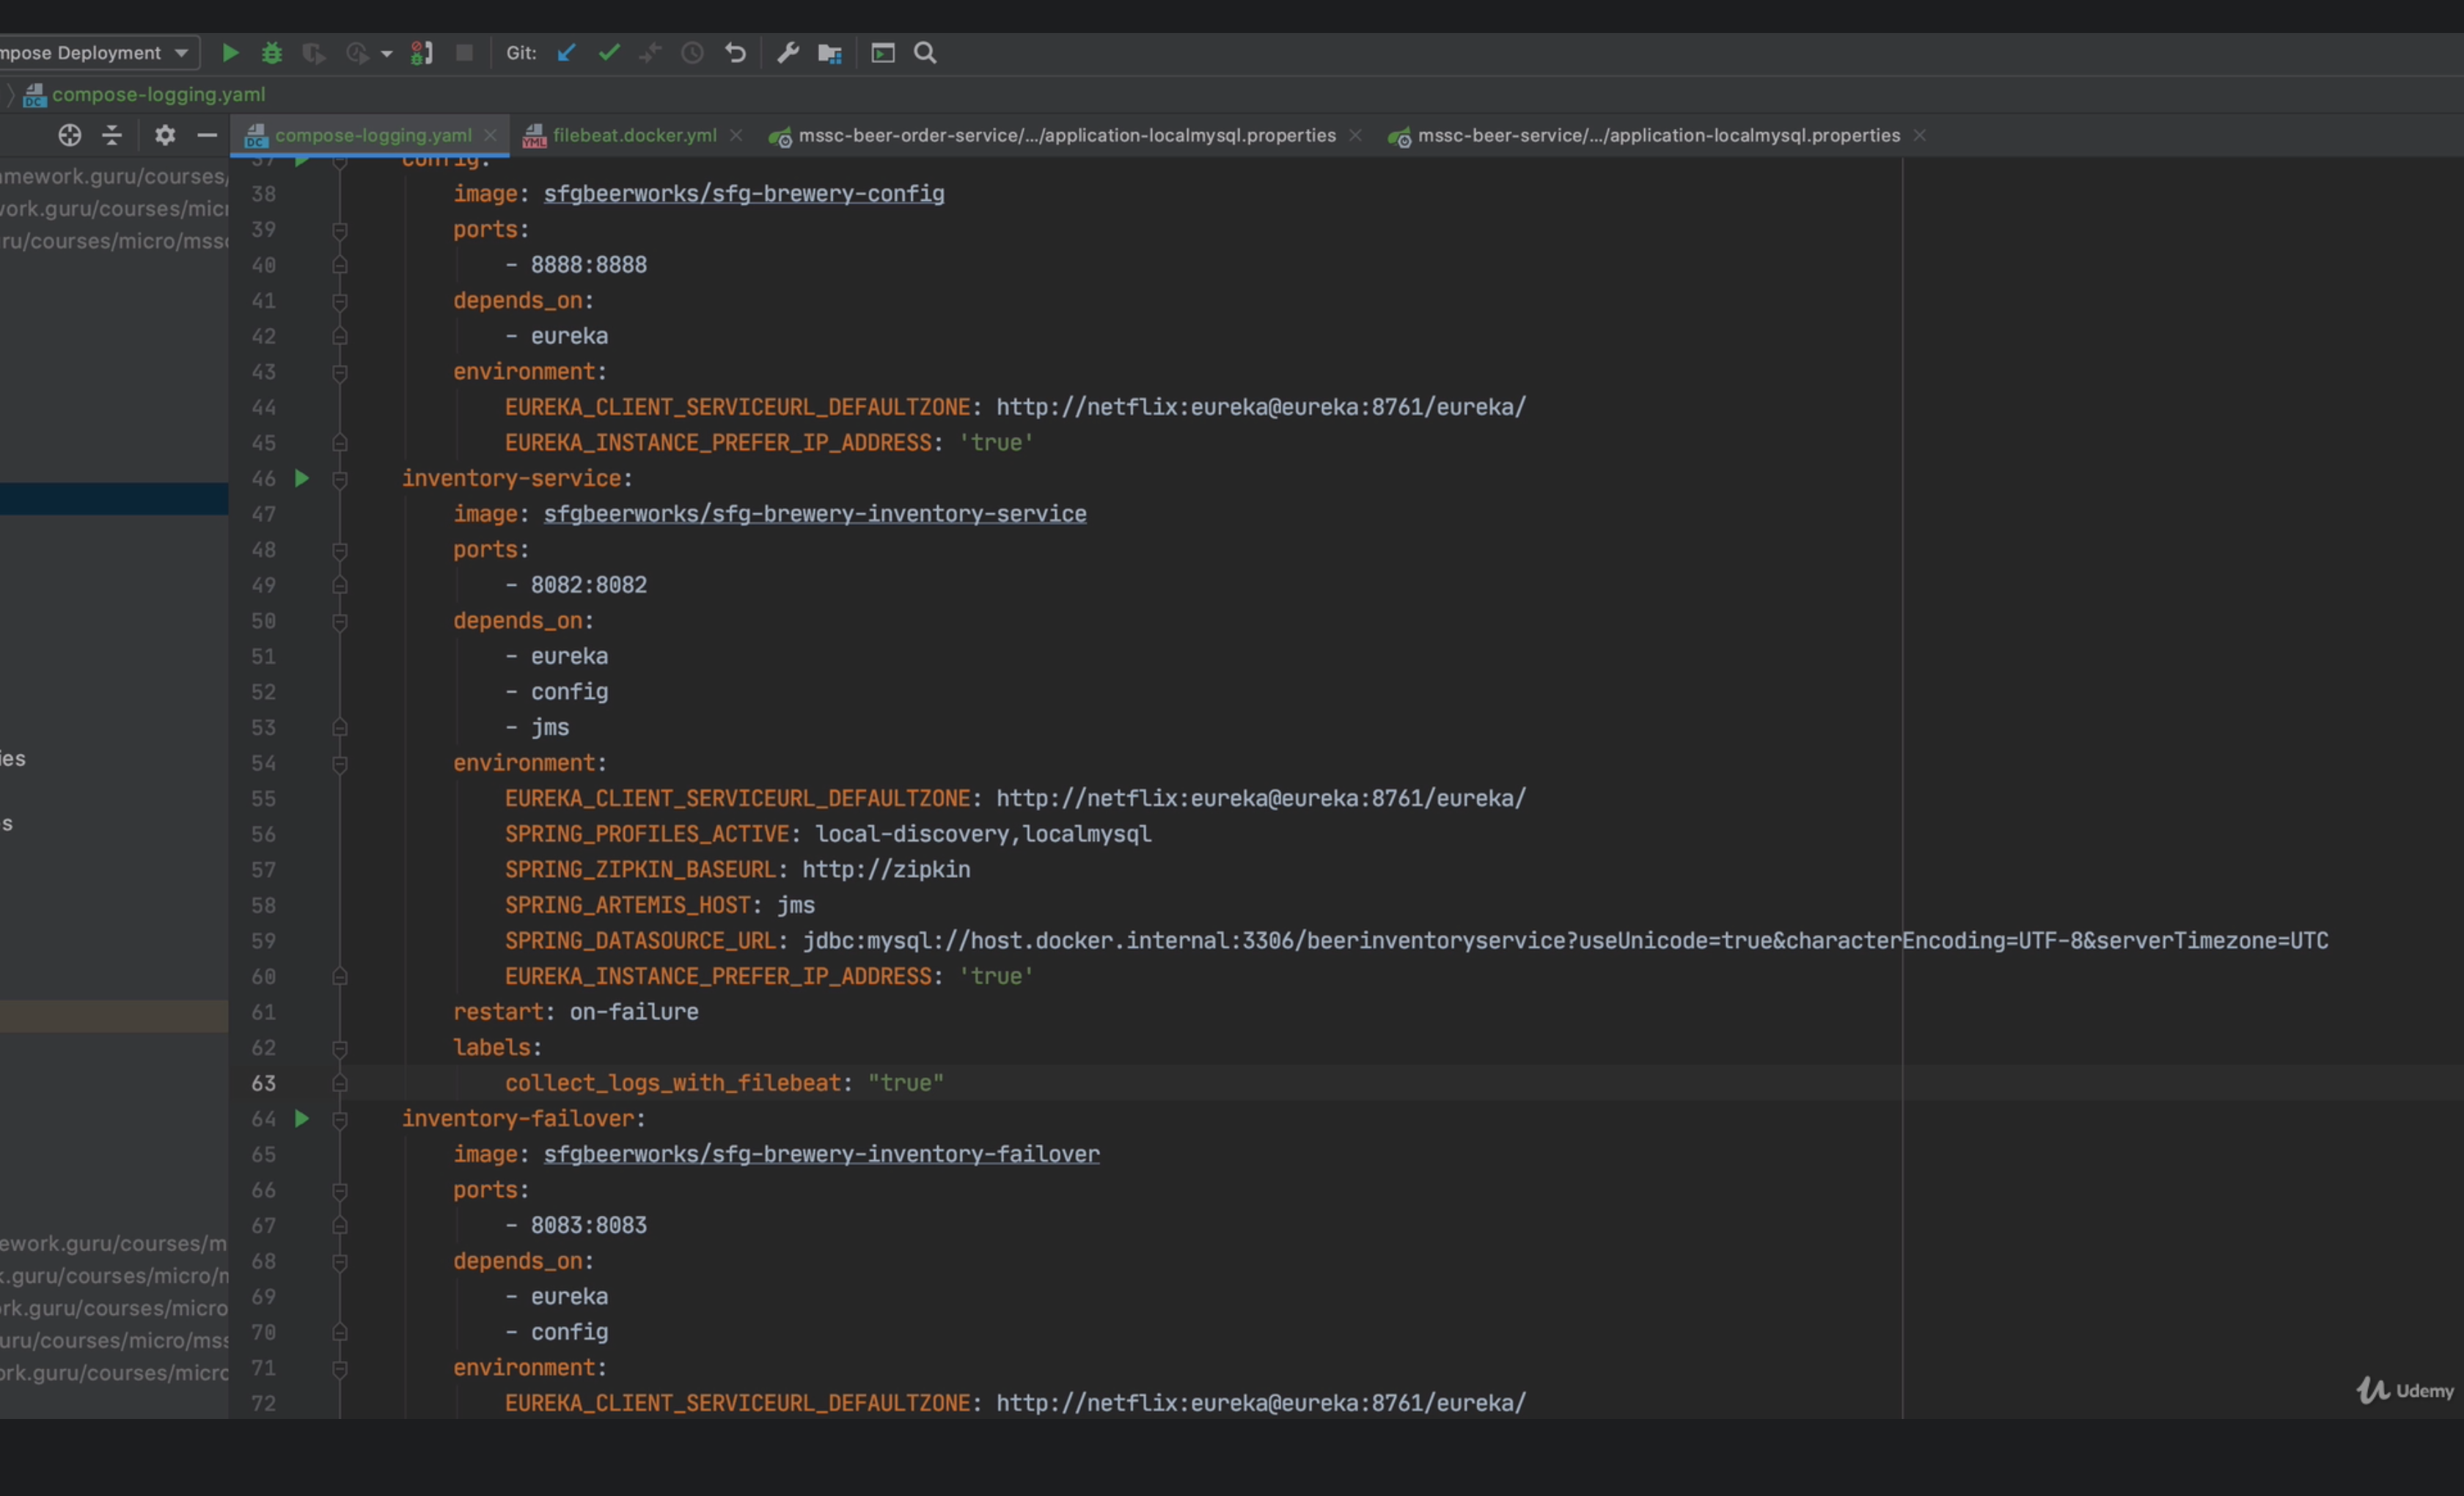 mpose Deployment
Git:
compose-logging.yaml
compose-logging.yaml
filebeat.docker.yml
mssc-beer-order-service/.../application-localmysql.properties
mssc-beer-service/.../application-localmysql.properties
amework.guru/courses/
work.guru/courses/micr
ru/courses/micro/mssc
ies
s
ework.guru/courses/m
k.guru/courses/micro/m
ork.guru/courses/micro
uru/courses/micro/mss
ork.guru/courses/micro
37 config:
38 image: sfgbeerworks/sfg-brewery-config
39 ports:
40 - 8888:8888
41 depends_on:
42 - eureka
43 environment:
44 EUREKA_CLIENT_SERVICEURL_DEFAULTZONE: http://netflix:eureka@eureka:8761/eureka/
45 EUREKA_INSTANCE_PREFER_IP_ADDRESS: 'true'
46 inventory-service:
47 image: sfgbeerworks/sfg-brewery-inventory-service
48 ports:
49 - 8082:8082
50 depends_on:
51 - eureka
52 - config
53 - jms
54 environment:
55 EUREKA_CLIENT_SERVICEURL_DEFAULTZONE: http://netflix:eureka@eureka:8761/eureka/
56 SPRING_PROFILES_ACTIVE: local-discovery,localmysql
57 SPRING_ZIPKIN_BASEURL: http://zipkin
58 SPRING_ARTEMIS_HOST: jms
59 SPRING_DATASOURCE_URL: jdbc:mysql://host.docker.internal:3306/beerinventoryservice?useUnicode=true&characterEncoding=UTF-8&serverTimezone=UTC
60 EUREKA_INSTANCE_PREFER_IP_ADDRESS: 'true'
61 restart: on-failure
62 labels:
63 collect_logs_with_filebeat: "true"
64 inventory-failover:
65 image: sfgbeerworks/sfg-brewery-inventory-failover
66 ports:
67 - 8083:8083
68 depends_on:
69 - eureka
70 - config
71 environment:
72 EUREKA_CLIENT_SERVICEURL_DEFAULTZONE: http://netflix:eureka@eureka:8761/eureka/
Udemy